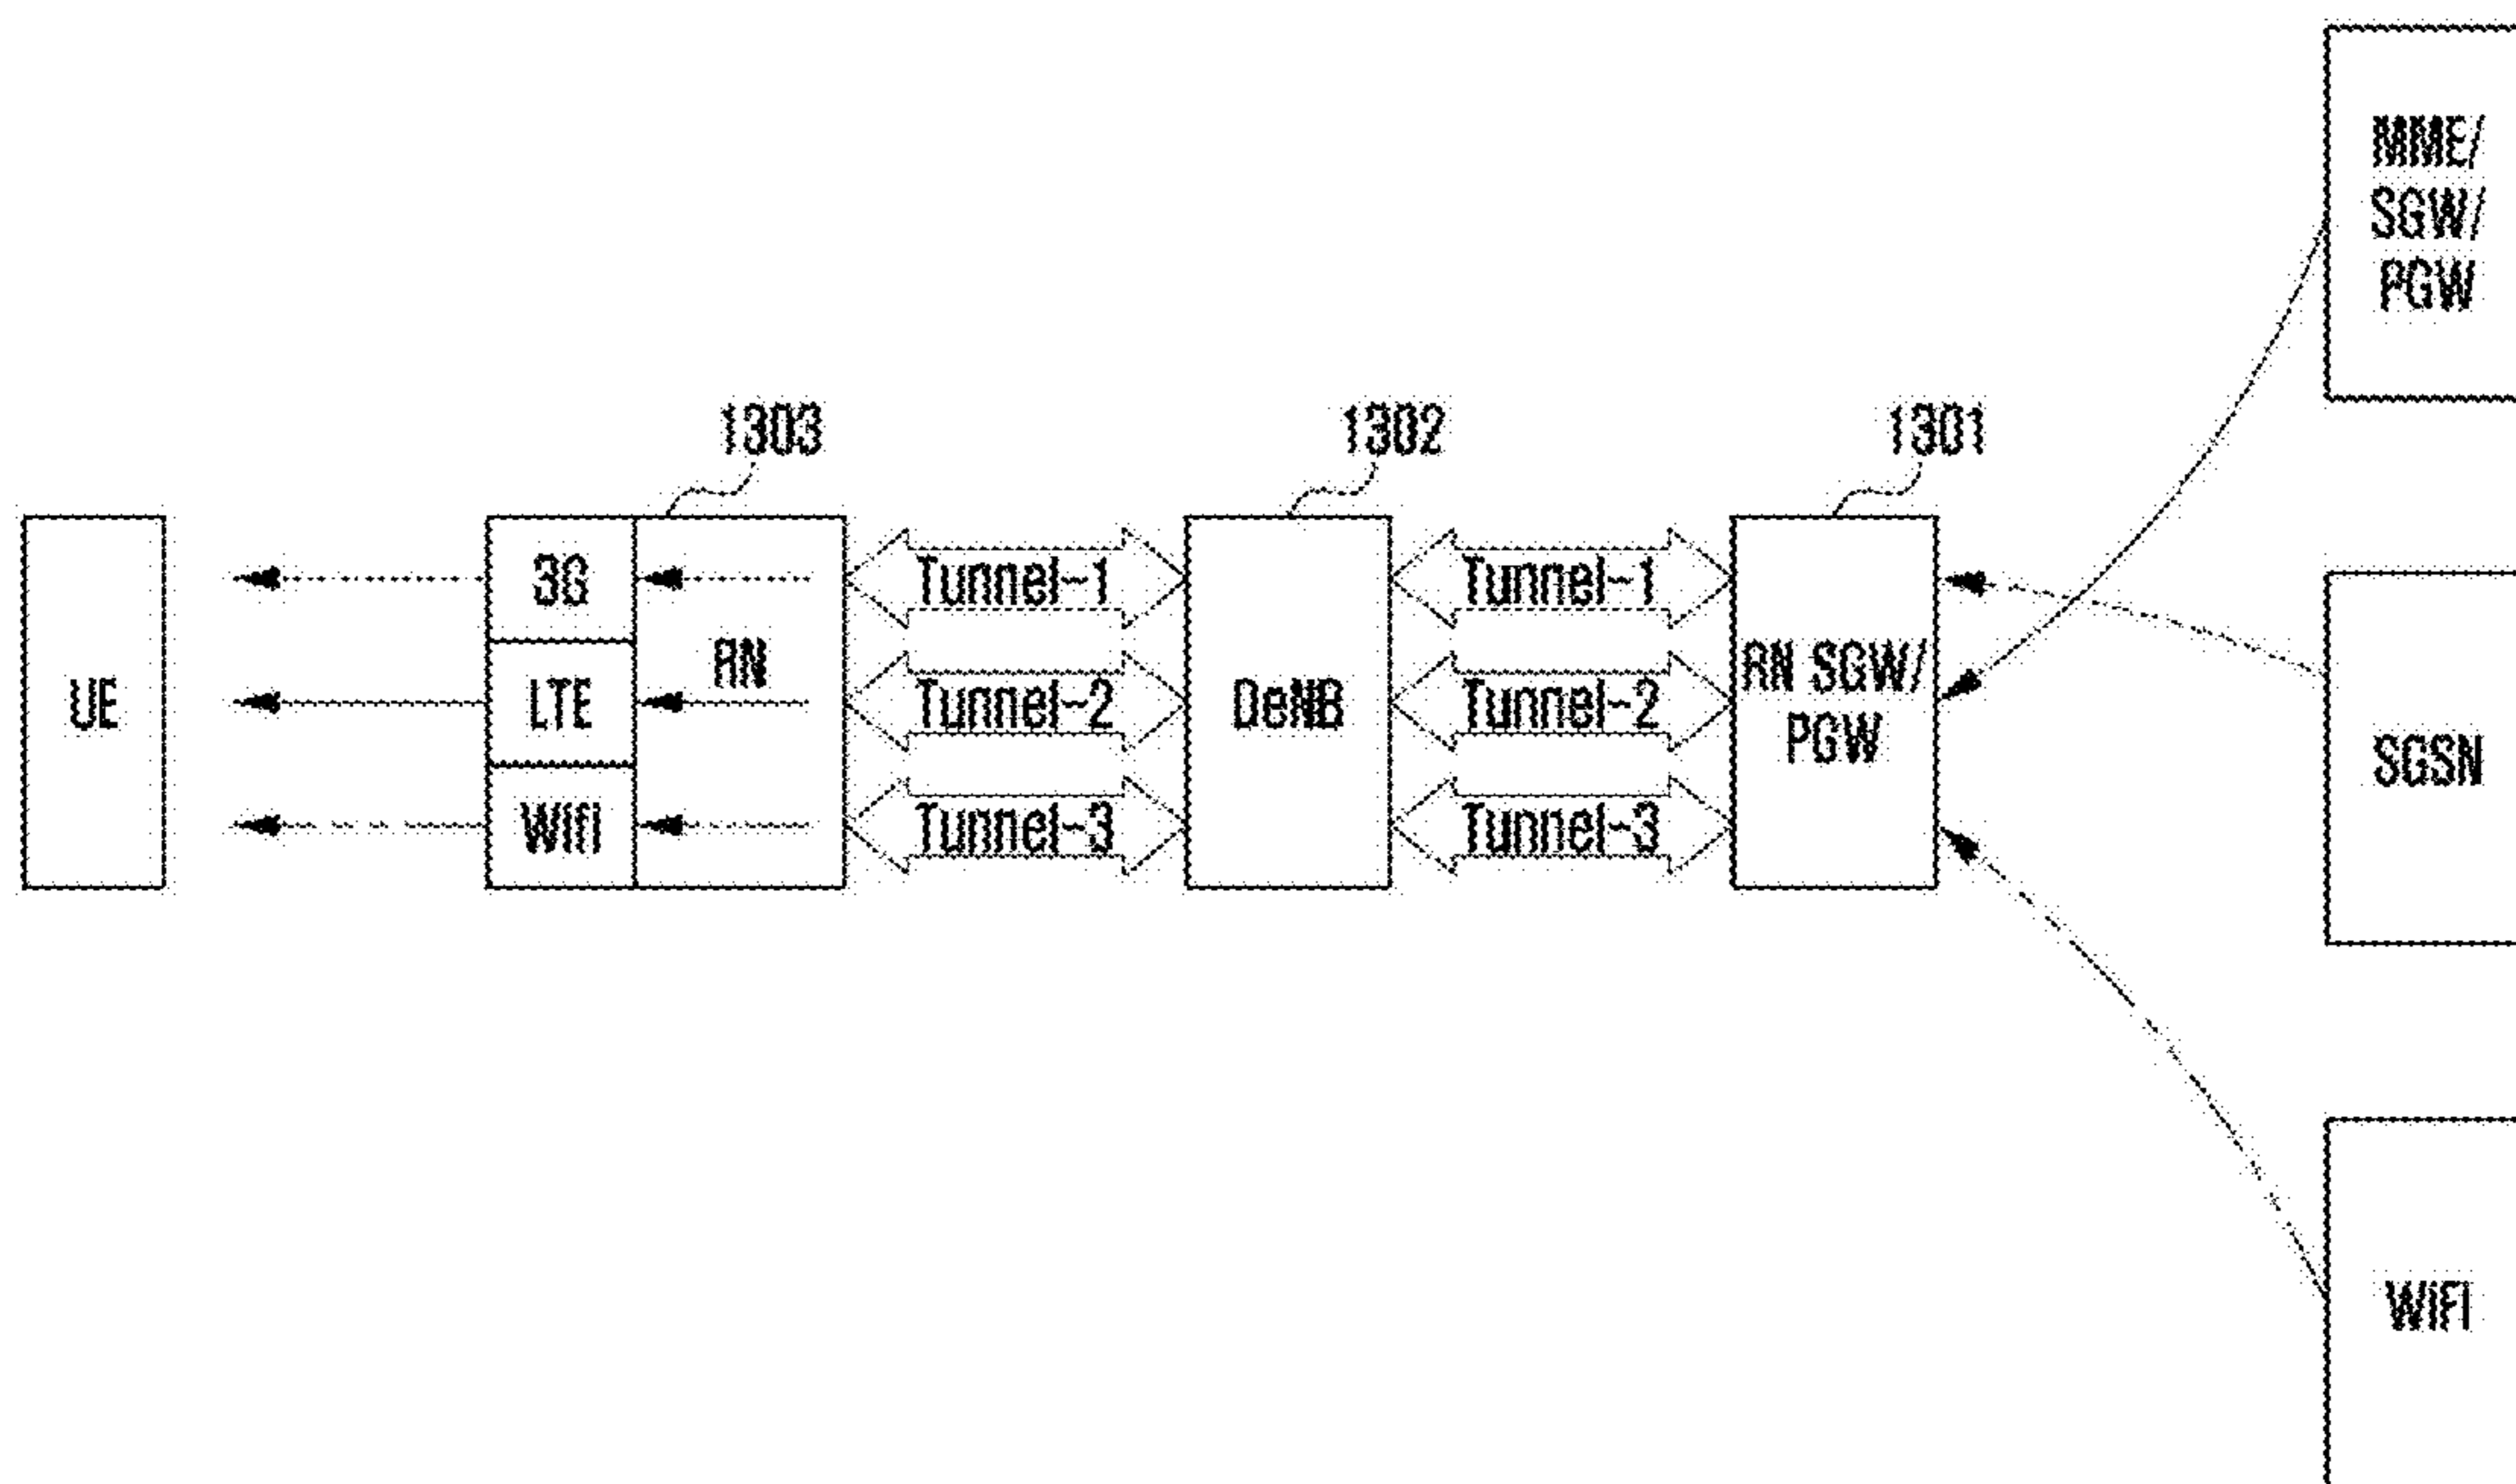 MME/
SGW/
PGW
1303
1302
1301
UE
3G
LTE
Wifi
RN
Tunnel-1
Tunnel-2
Tunnel-3
DeNB
Tunnel-1
Tunnel-2
Tunnel-3
RN SGW/
PGW
SGSN
WIFI